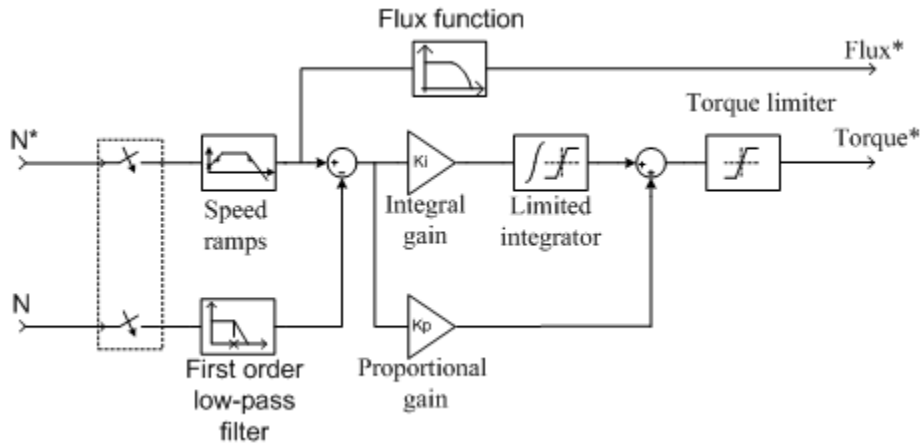 Flux function
Flux*
Torque limiter
N*
+
-
Ki
+
+
Torque*
Speed
ramps
Integral
gain
Limited
integrator
N
Kp
First order
low-pass
filter
Proportional
gain